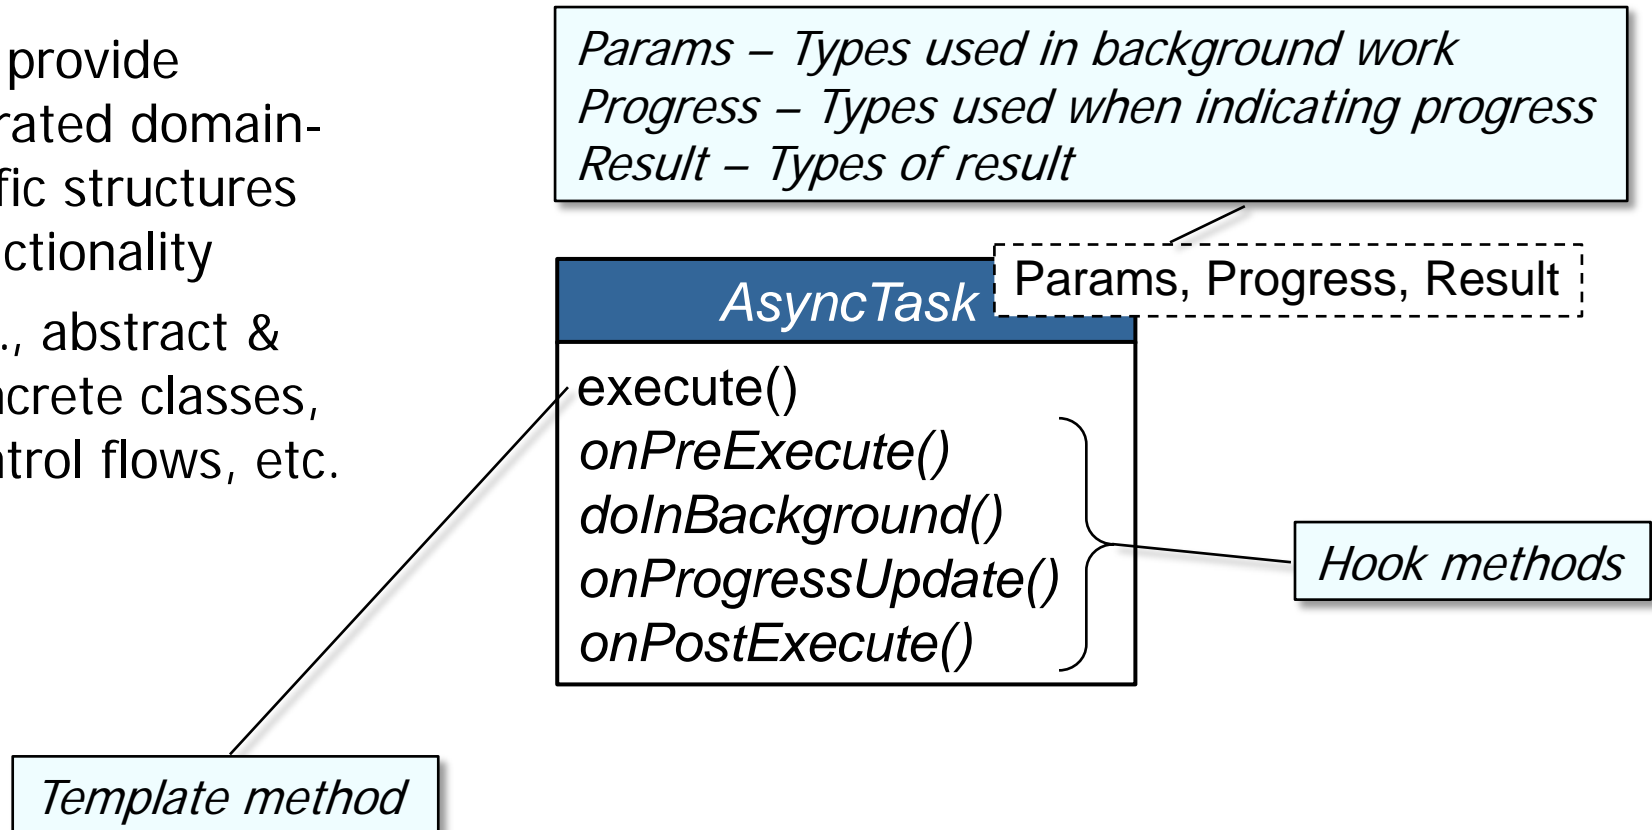 provide
rated domain-
fic structures
ctionality
., abstract &
ncrete classes,
ntrol flows, etc.
Params – Types used in background work
Progress – Types used when indicating progress
Result – Types of result
Params, Progress, Result
AsyncTask
execute()
onPreExecute()
doInBackground()
onProgressUpdate()
onPostExecute()
Hook methods
Template method